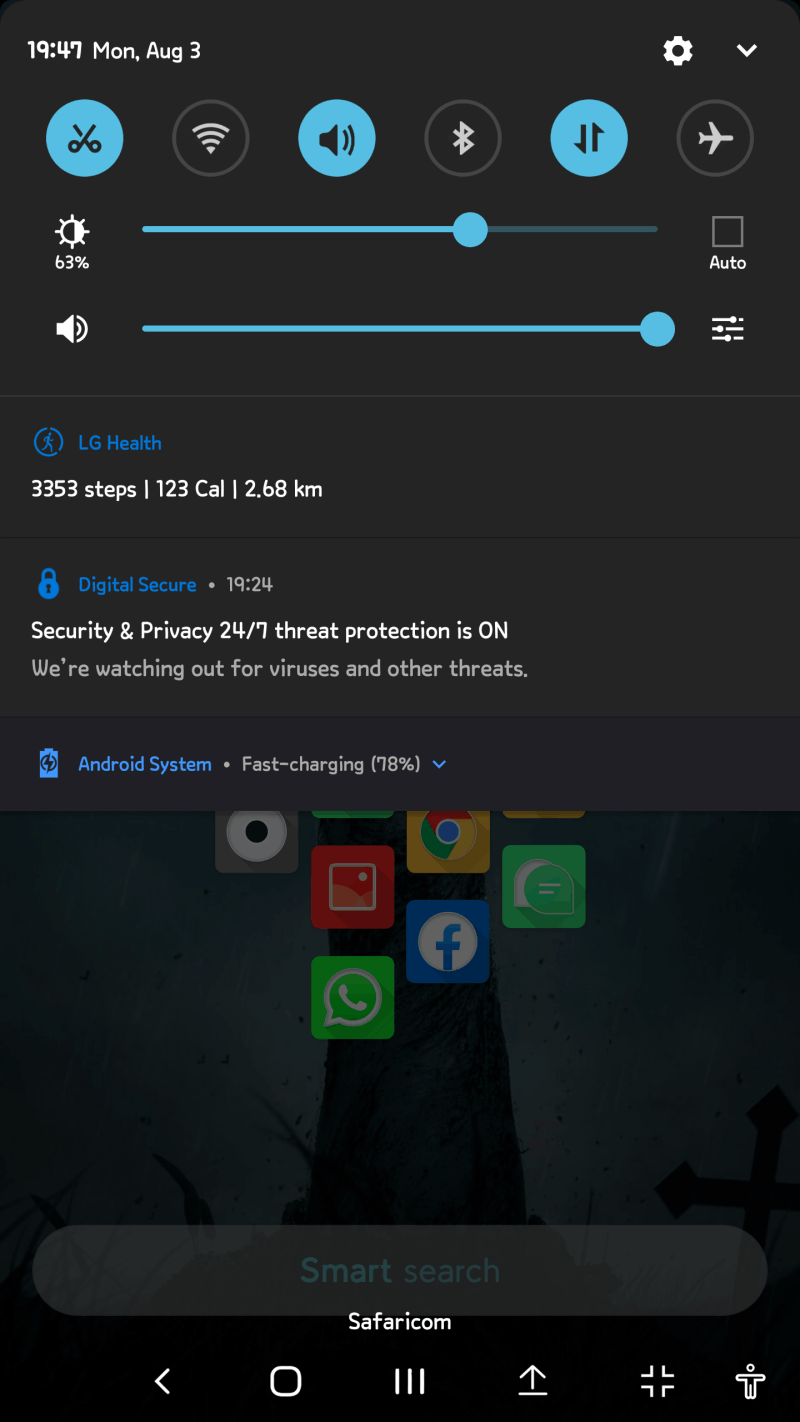 19:47 Mon, Aug 3
63%
Auto
LG Health
3353 steps | 123 Cal | 2.68 km
Digital Secure • 19:24
Security & Privacy 24/7 threat protection is ON
We're watching out for viruses and other threats.
Android System • Fast-charging (78%)
Smart search
Safaricom